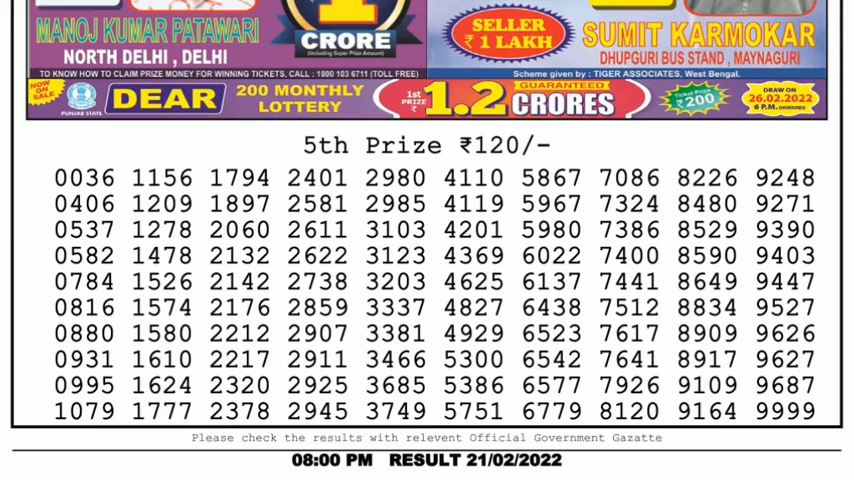 MANOJ KUMAR PATAWARI
NORTH DELHI , DELHI
1
CRORE
(Including Super Prize Amount)
SELLER
₹ 1 LAKH
SUMIT KARMOKAR
DHUPGURI BUS STAND , MAYNAGURI
TO KNOW HOW TO CLAIM PRIZE MONEY FOR WINNING TICKETS, CALL : 1800 103 6711 (TOLL FREE)
Scheme given by : TIGER ASSOCIATES, West Bengal.
NOW ON SALE
PUNJAB STATE
DEAR
200 MONTHLY
LOTTERY
1st PRIZE ₹
1.2
GUARANTEED
CRORES
Ticket Price
₹200
DRAW ON
26.02.2022
6 P.M. ONWARDS
5th Prize ₹120/-
0036 1156 1794 2401 2980 4110 5867 7086 8226 9248
0406 1209 1897 2581 2985 4119 5967 7324 8480 9271
0537 1278 2060 2611 3103 4201 5980 7386 8529 9390
0582 1478 2132 2622 3123 4369 6022 7400 8590 9403
0784 1526 2142 2738 3203 4625 6137 7441 8649 9447
0816 1574 2176 2859 3337 4827 6438 7512 8834 9527
0880 1580 2212 2907 3381 4929 6523 7617 8909 9626
0931 1610 2217 2911 3466 5300 6542 7641 8917 9627
0995 1624 2320 2925 3685 5386 6577 7926 9109 9687
1079 1777 2378 2945 3749 5751 6779 8120 9164 9999
Please check the results with relevent Official Government Gazatte
08:00 PM RESULT 21/02/2022